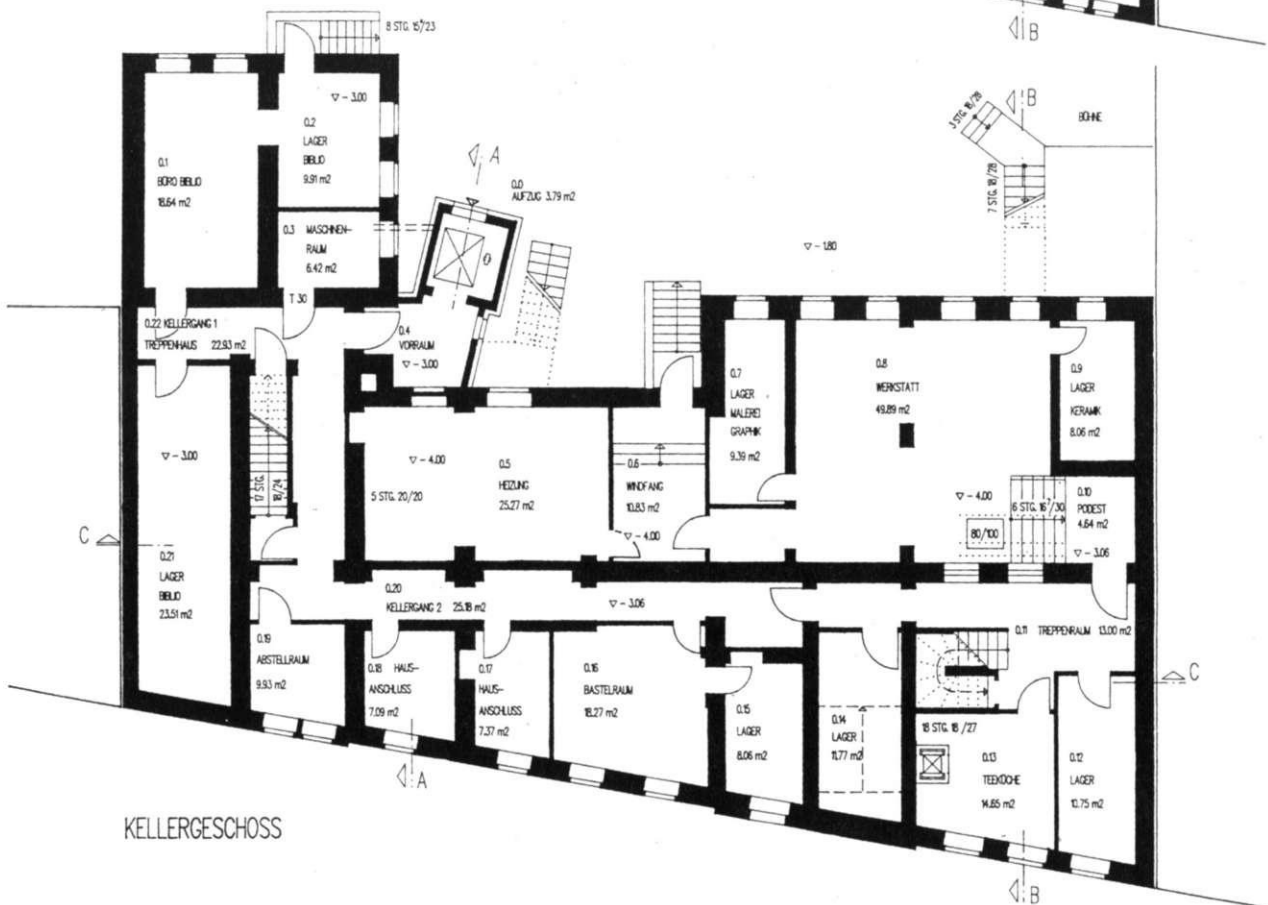 B
8 STG. 15⁷/23
▽ - 3.00
0.2
LAGER
BIBLIO
9.91 m2
0.1
BÜRO BIBLIO
18.64 m2
A
0.0
AUFZUG 3.79 m2
3 STG. 18/28
B
BÜHNE
7 STG. 18/28
▽ - 1.80
0.3 MASCHINEN-
RAUM
6.42 m2
T 30
0.22 KELLERGANG 1
TREPPENHAUS 22.93 m2
0.4
VORRAUM
▽ - 3.00
0.7
LAGER
MALEREI
GRAPHIK
9.39 m2
0.8
WERKSTATT
49.89 m2
0.9
LAGER
KERAMIK
8.06 m2
▽ - 3.00
17 STG.
18/24
▽ - 4.00
5 STG. 20/20
0.5
HEIZUNG
25.27 m2
0.6
WINDFANG
10.83 m2
▽ - 4.00
▽ - 4.00
80/100
6 STG. 16⁷/30
0.10
PODEST
4.64 m2
▽ - 3.06
C
0.21
LAGER
BIBLIO
23.51 m2
0.20
KELLERGANG 2 25.18 m2
▽ - 3.06
0.11 TREPPENRAUM 13.00 m2
0.19
ABSTELLRAUM
9.93 m2
0.18 HAUS-
ANSCHLUSS
7.09 m2
0.17
HAUS-
ANSCHLUSS
7.37 m2
0.16
BASTELRAUM
18.27 m2
0.15
LAGER
8.06 m2
0.14
LAGER
11.77 m2
18 STG. 18 /27
0.13
TEEKÜCHE
14.65 m2
0.12
LAGER
10.75 m2
C
A
B
KELLERGESCHOSS